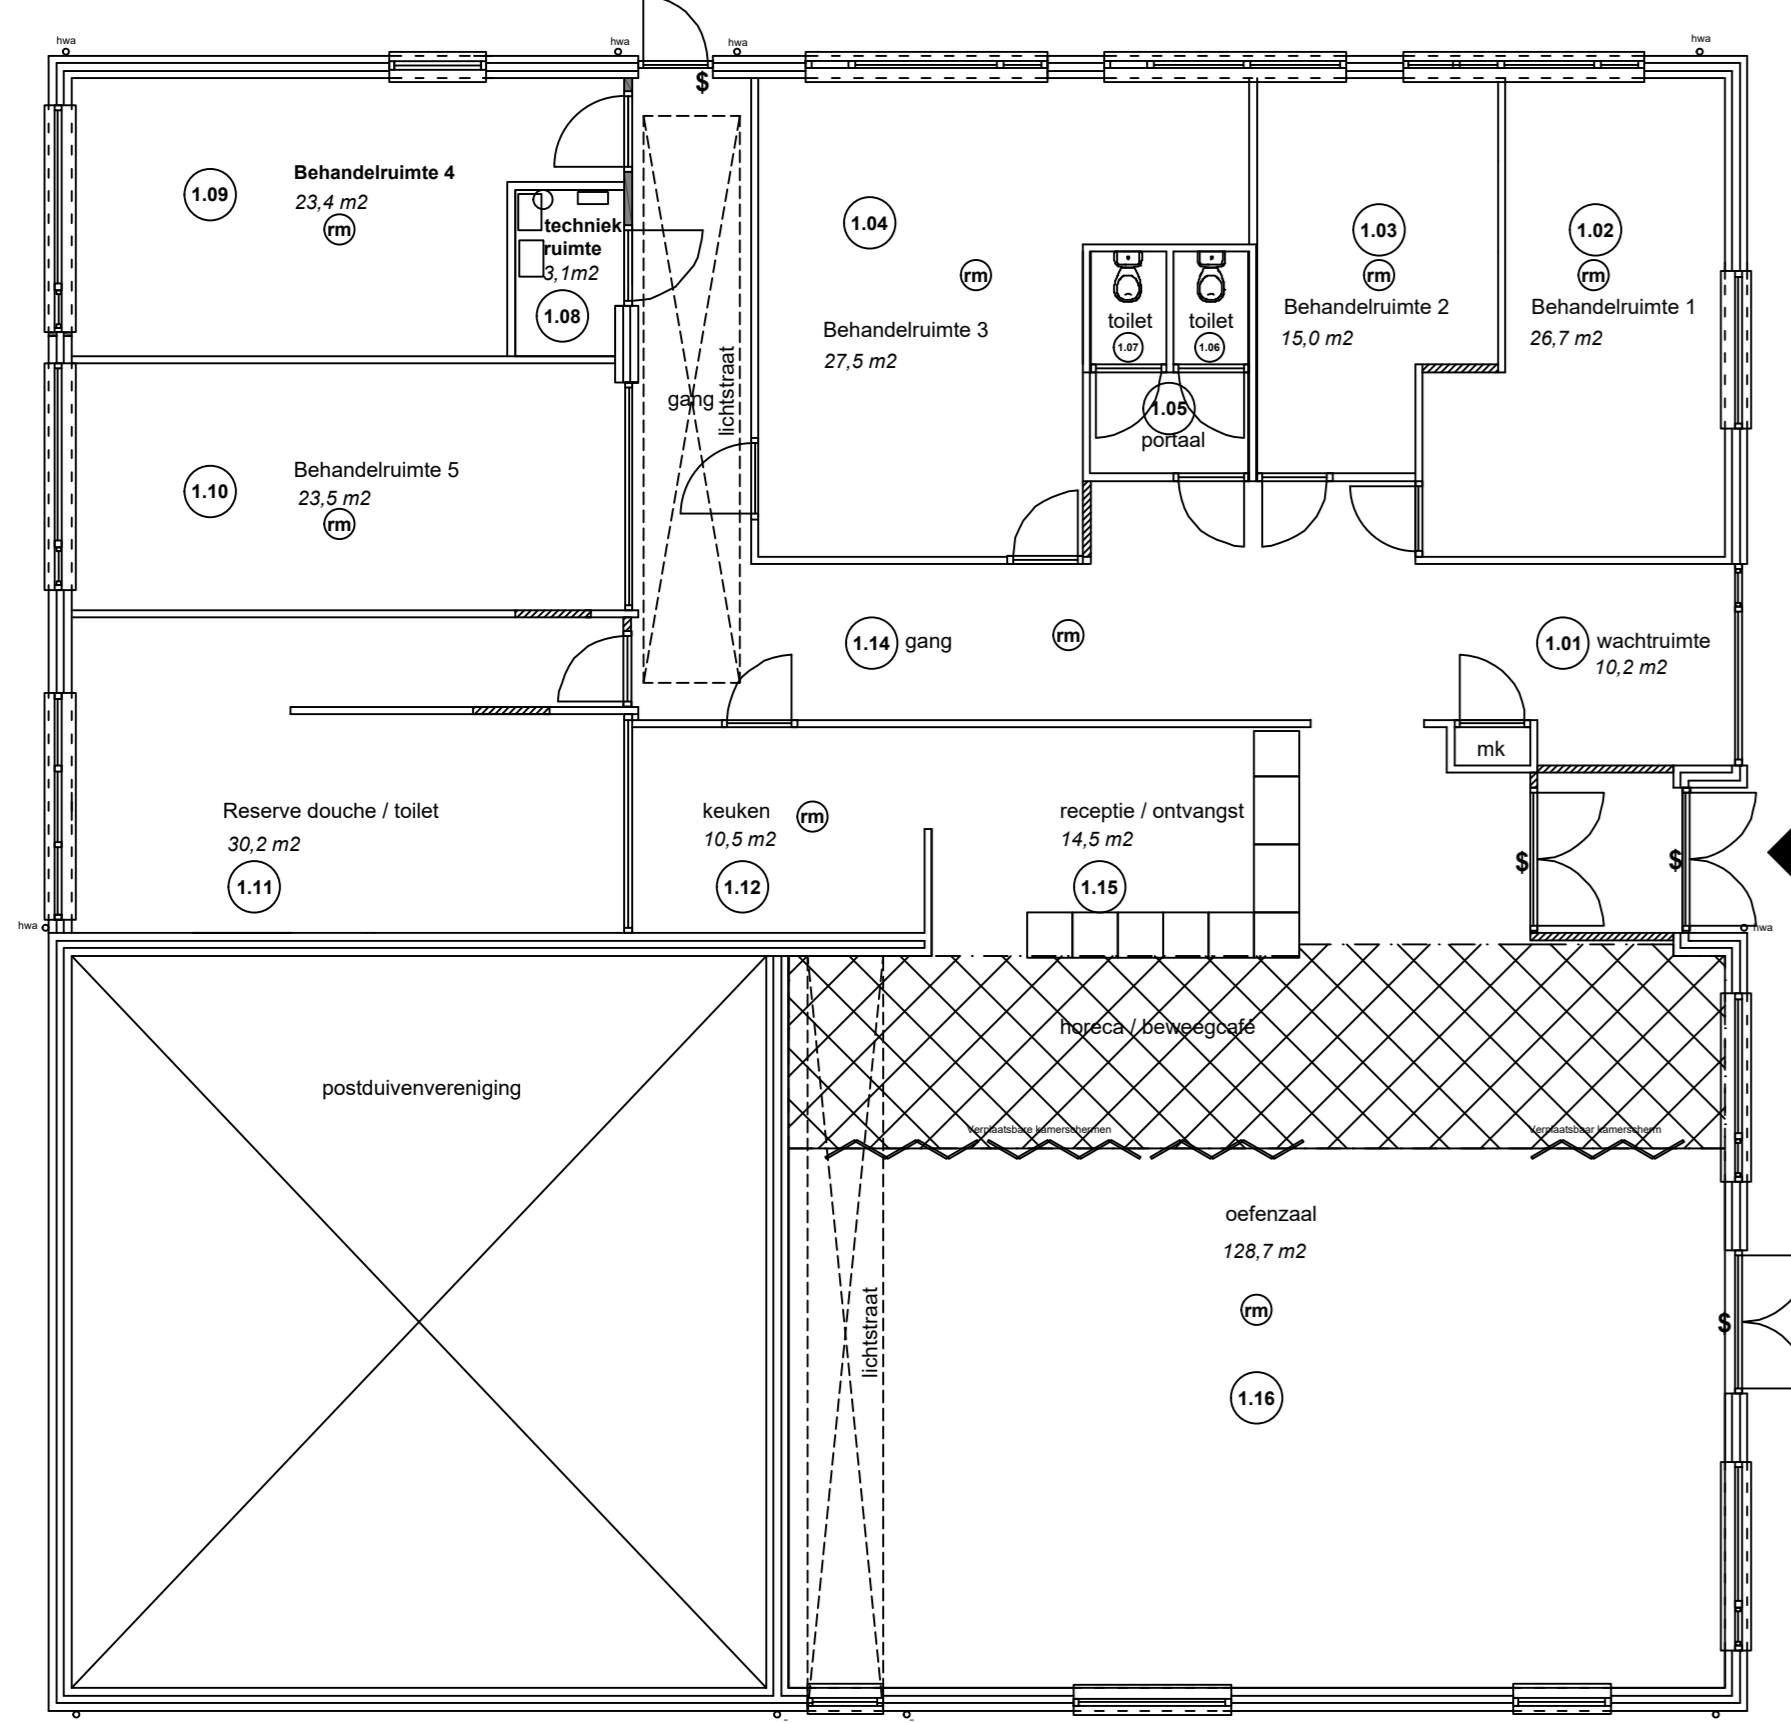 hwa
hwa
hwa
hwa
$
1.09
Behandelruimte 4
23,4 m2
rm
techniek
ruimte
3,1m2
1.08
gang
lichtstraat
1.04
rm
Behandelruimte 3
27,5 m2
toilet
1.07
toilet
1.06
1.05
portaal
1.03
rm
Behandelruimte 2
15,0 m2
1.02
rm
Behandelruimte 1
26,7 m2
1.10
Behandelruimte 5
23,5 m2
rm
1.14 gang
rm
1.01 wachtruimte
10,2 m2
mk
Reserve douche / toilet
30,2 m2
1.11
keuken
10,5 m2
rm
1.12
receptie / ontvangst
14,5 m2
1.15
$
$
hwa
hwa
horeca / beweegcafé
postduivenvereniging
Verplaatsbare kamerschermen
Verplaatsbaar kamerscherm
oefenzaal
128,7 m2
rm
lichtstraat
$
1.16